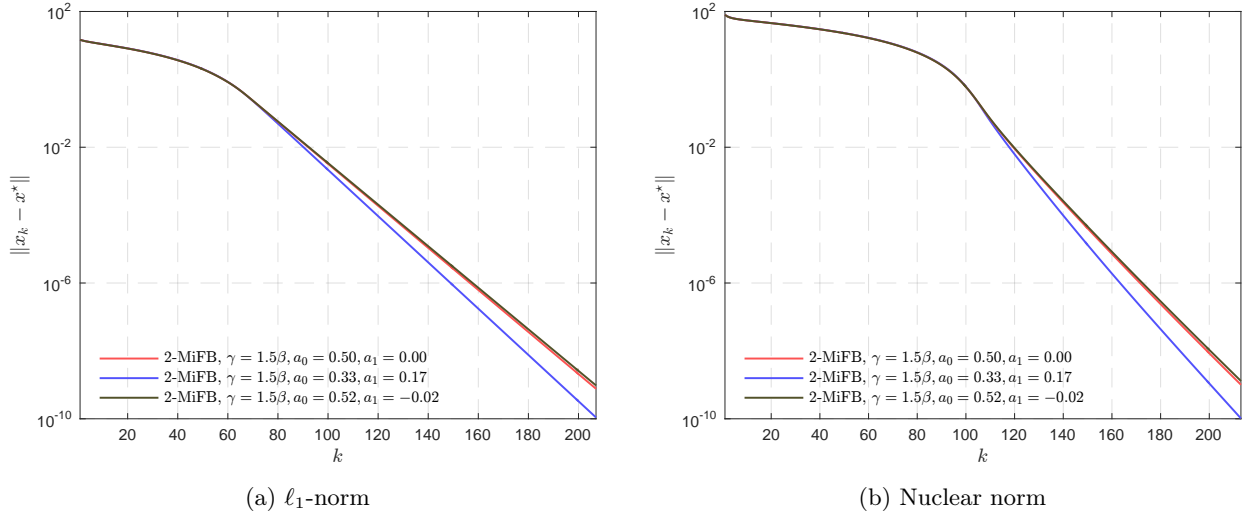 10^2
10^-2
10^-6
10^-10
‖x_k − x^⋆‖
2-MiFB, γ = 1.5β, a_0 = 0.50, a_1 = 0.00
2-MiFB, γ = 1.5β, a_0 = 0.33, a_1 = 0.17
2-MiFB, γ = 1.5β, a_0 = 0.52, a_1 = −0.02
20 40 60 80 100 120 140 160 180 200
k
(a) ℓ_1-norm
10^2
10^-2
10^-6
10^-10
‖x_k − x^⋆‖
2-MiFB, γ = 1.5β, a_0 = 0.50, a_1 = 0.00
2-MiFB, γ = 1.5β, a_0 = 0.33, a_1 = 0.17
2-MiFB, γ = 1.5β, a_0 = 0.52, a_1 = −0.02
20 40 60 80 100 120 140 160 180 200
k
(b) Nuclear norm